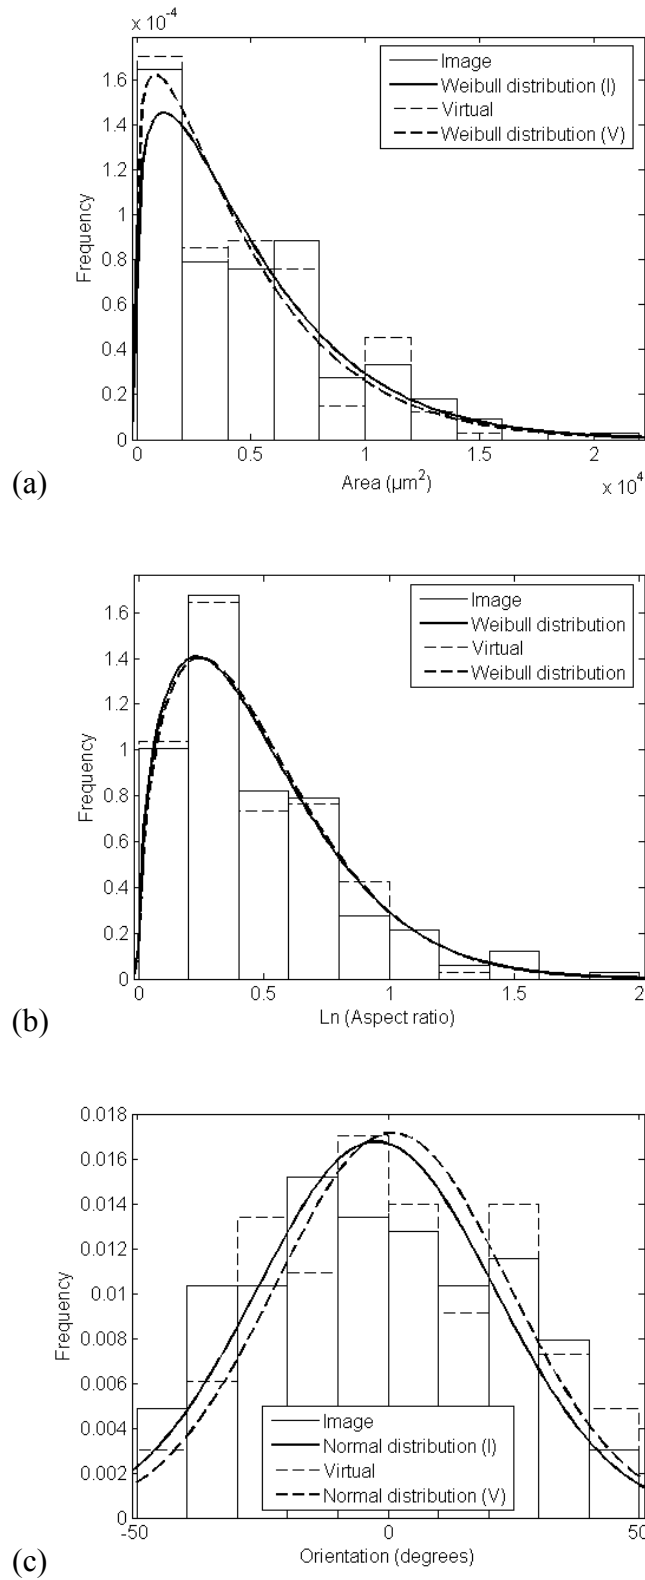 x 10-4
Image
Weibull distribution (I)
Virtual
Weibull distribution (V)
1.6
1.4
1.2
1
0.8
0.6
0.4
0.2
0
Frequency
0 0.5 1 1.5 2
Area (µm2)
x 104
(a)
Image
Weibull distribution
Virtual
Weibull distribution
1.6
1.4
1.2
1
0.8
0.6
0.4
0.2
0
Frequency
0 0.5 1 1.5 2
Ln (Aspect ratio)
(b)
0.018
0.016
0.014
0.012
0.01
0.008
0.006
0.004
0.002
0
Frequency
Image
Normal distribution (I)
Virtual
Normal distribution (V)
-50 0 50
Orientation (degrees)
(c)